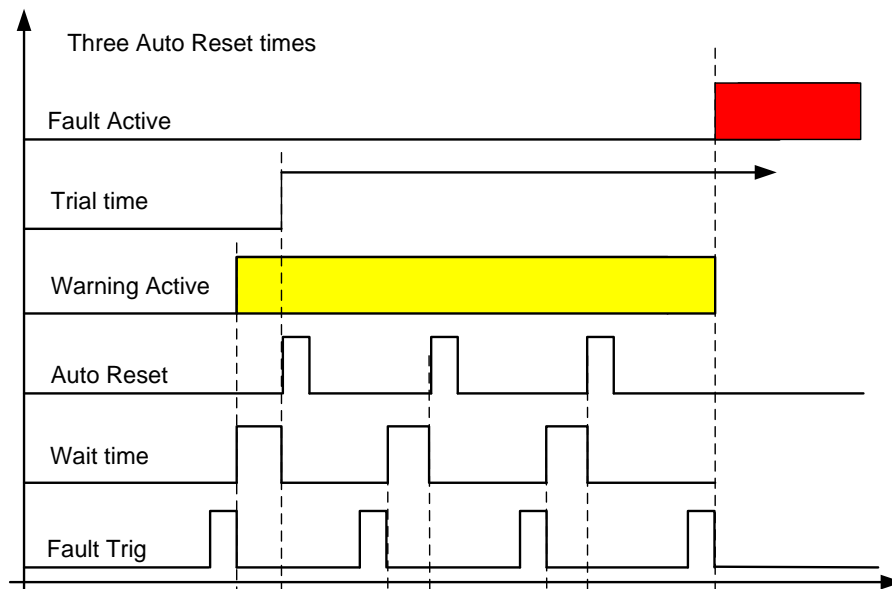 Three Auto Reset times
Fault Active
Trial time
Warning Active
Auto Reset
Wait time
Fault Trig